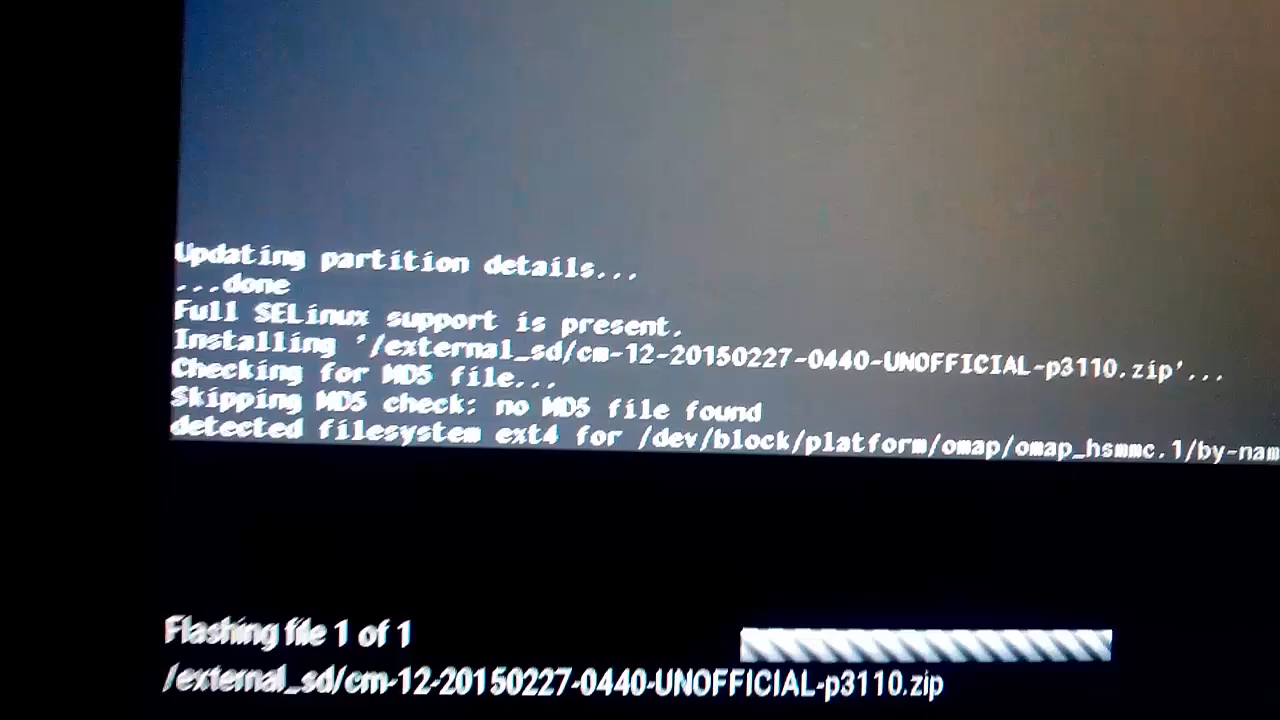 Updating partition details...
...done
Full SELinux support is present.
Installing '/external_sd/cm-12-20150227-0440-UNOFFICIAL-p3110.zip'...
Checking for MD5 file...
Skipping MD5 check: no MD5 file found
detected filesystem ext4 for /dev/block/platform/omap/omap_hsmmc.1/by-nam
Flashing file 1 of 1
/external_sd/cm-12-20150227-0440-UNOFFICIAL-p3110.zip